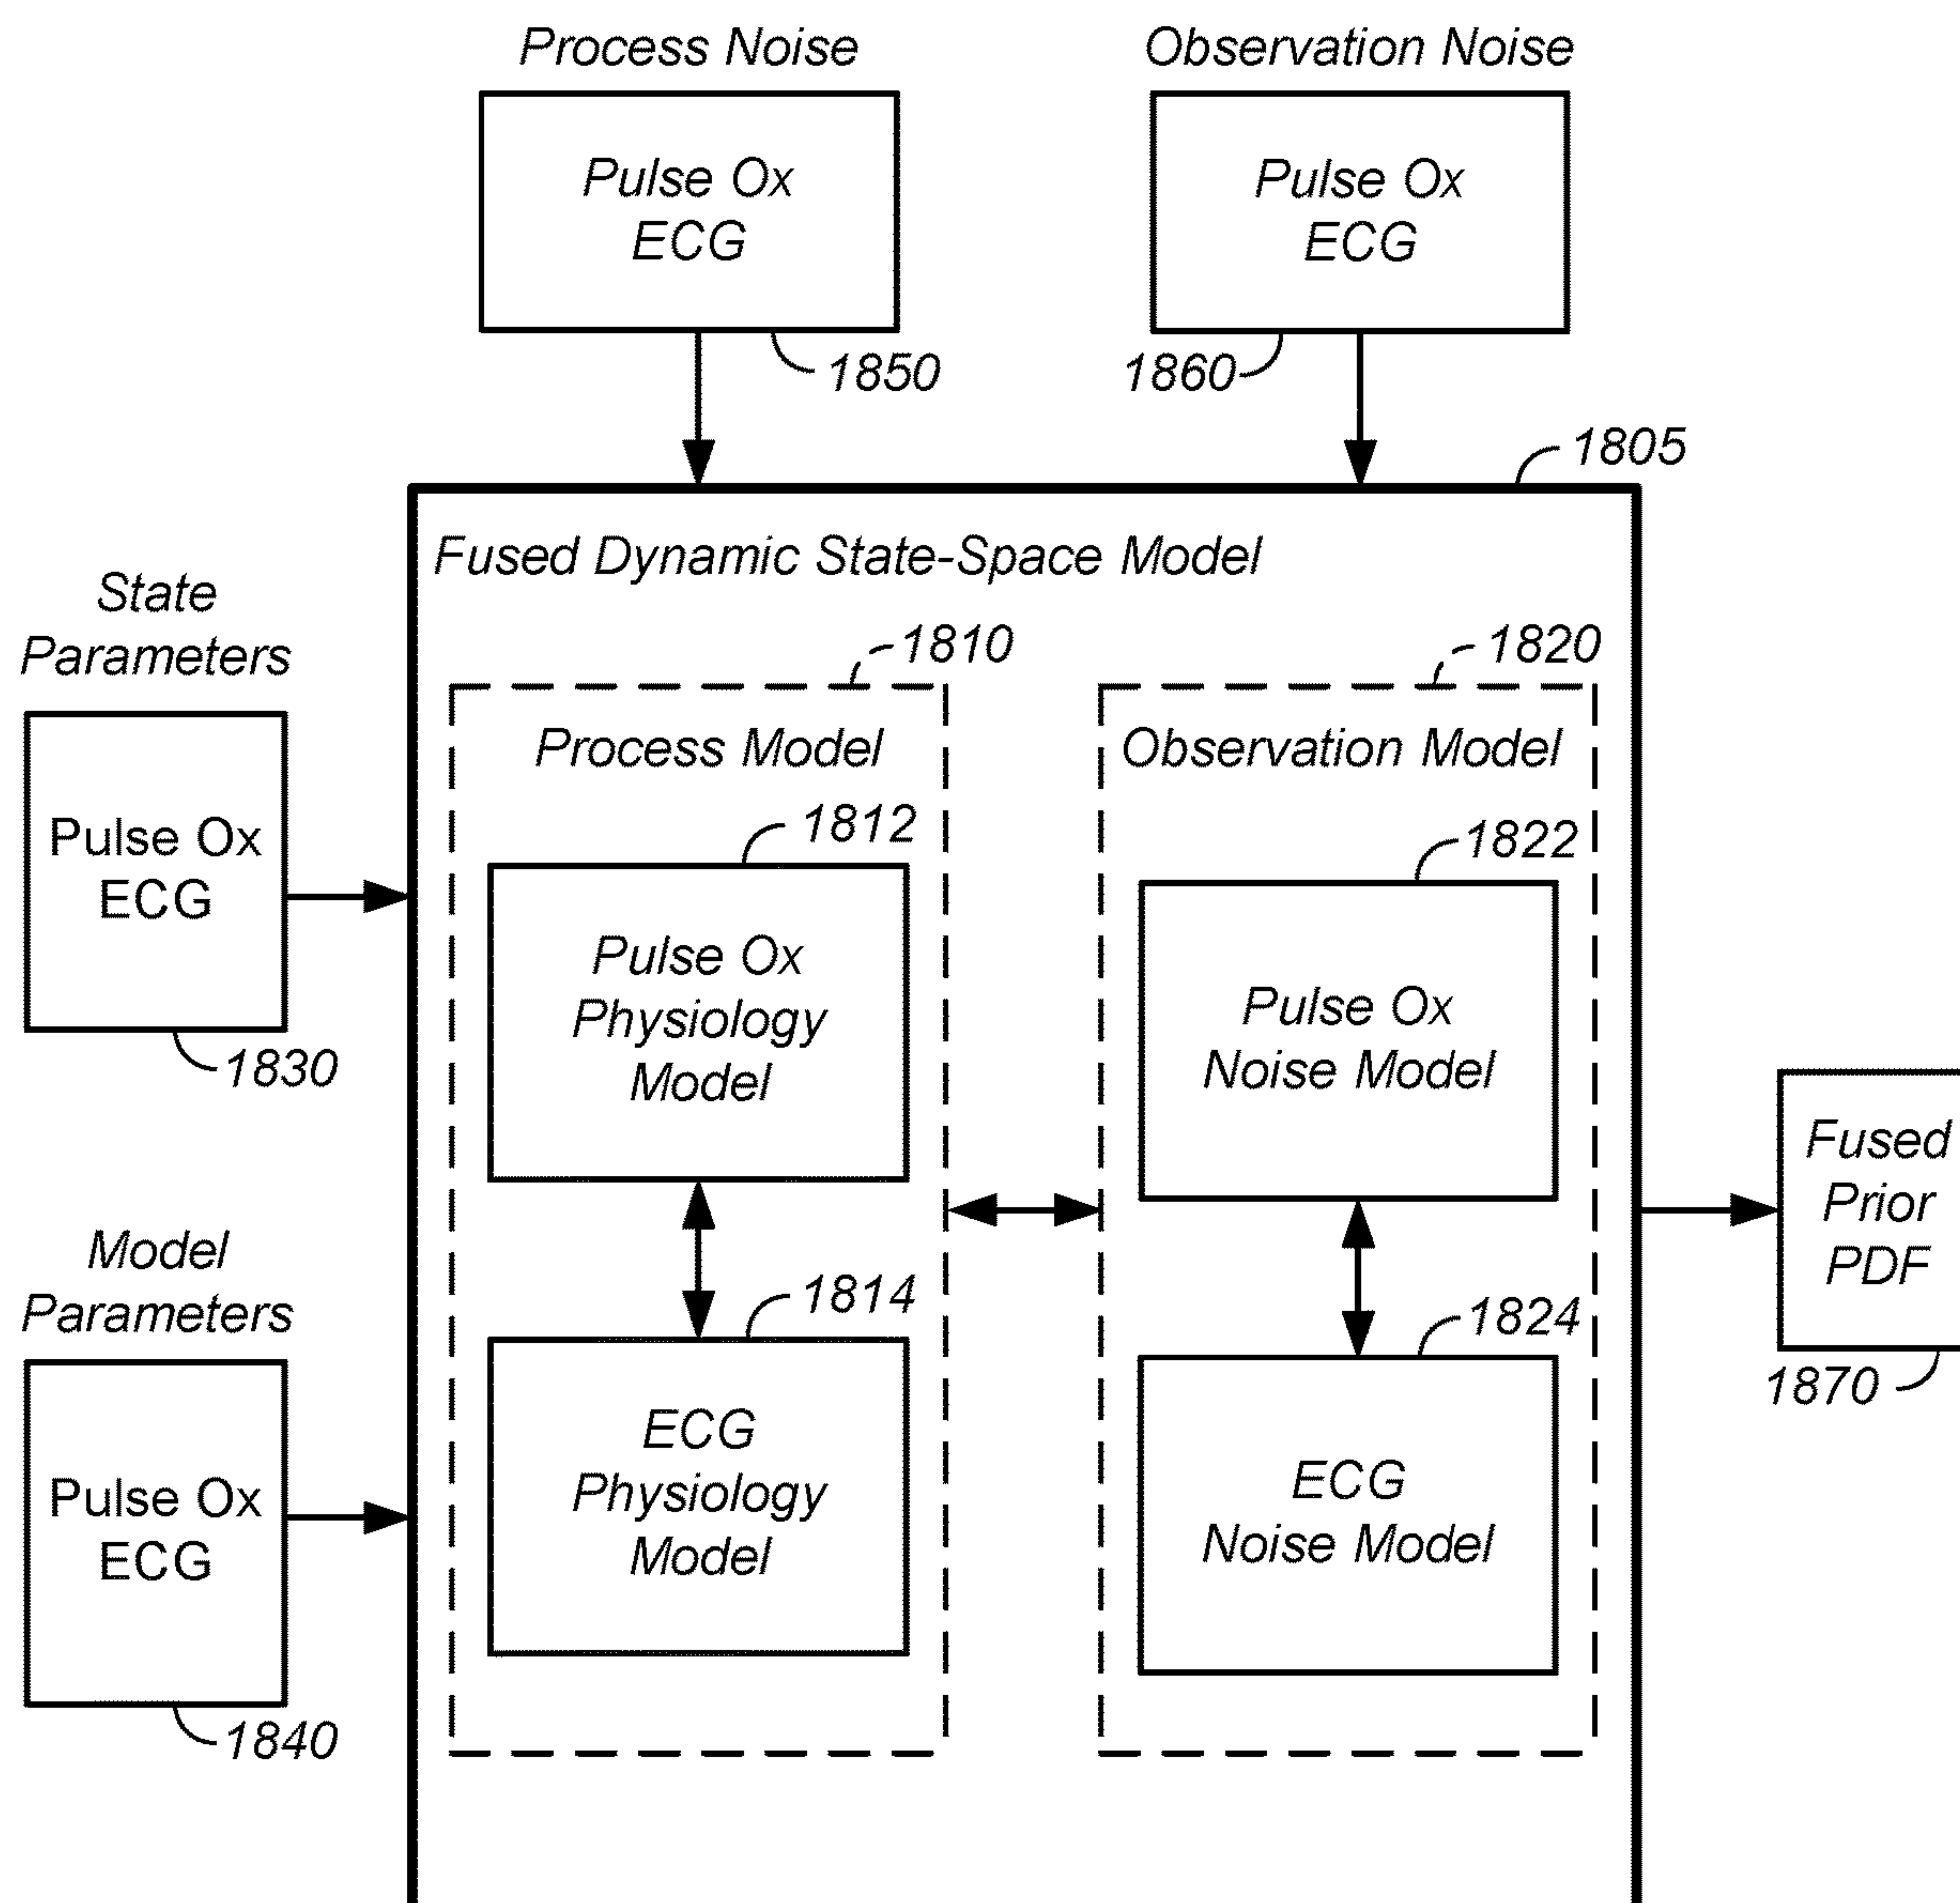 Process Noise
Pulse Ox
ECG
1850
Observation Noise
Pulse Ox
ECG
1860
1805
Fused Dynamic State-Space Model
State
Parameters
Pulse Ox
ECG
1830
Model
Parameters
Pulse Ox
ECG
1840
1810
Process Model
1812
Pulse Ox
Physiology
Model
1814
ECG
Physiology
Model
1820
Observation Model
1822
Pulse Ox
Noise Model
1824
ECG
Noise Model
Fused
Prior
PDF
1870